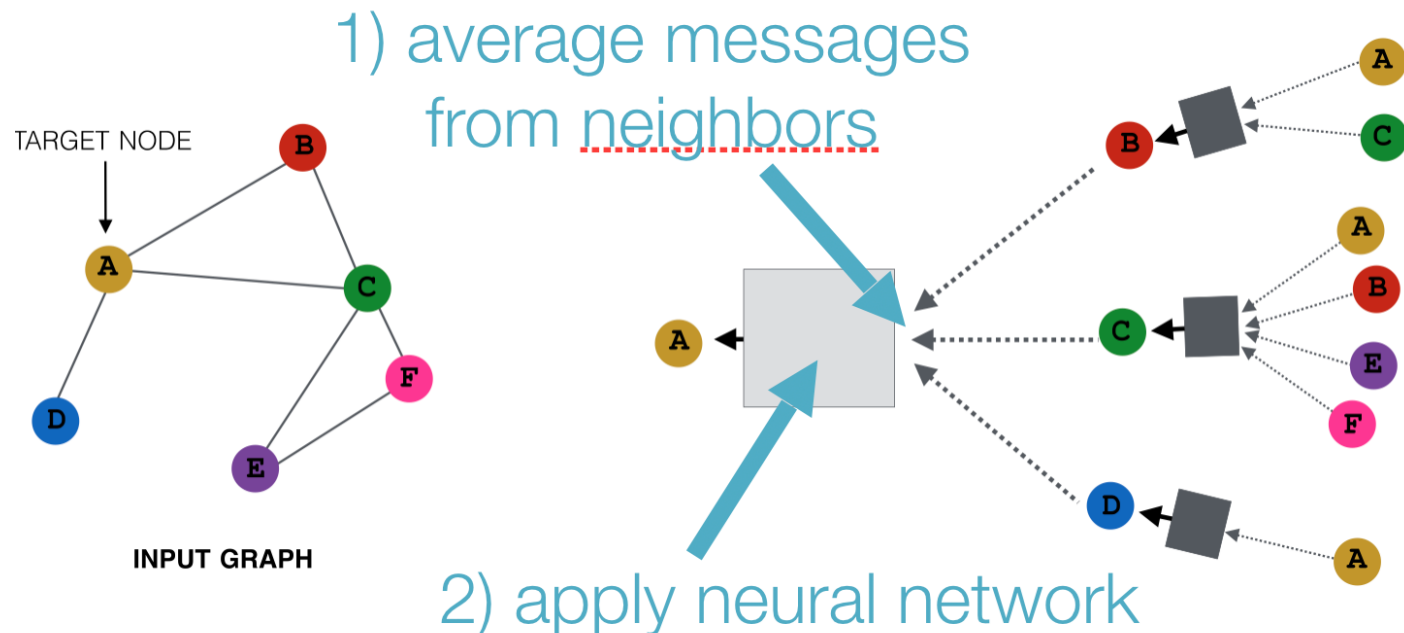 1) average messages
from neighbors
TARGET NODE
B
A
C
F
D
E
INPUT GRAPH
A
B
C
D
A
C
A
B
E
F
A
2) apply neural network